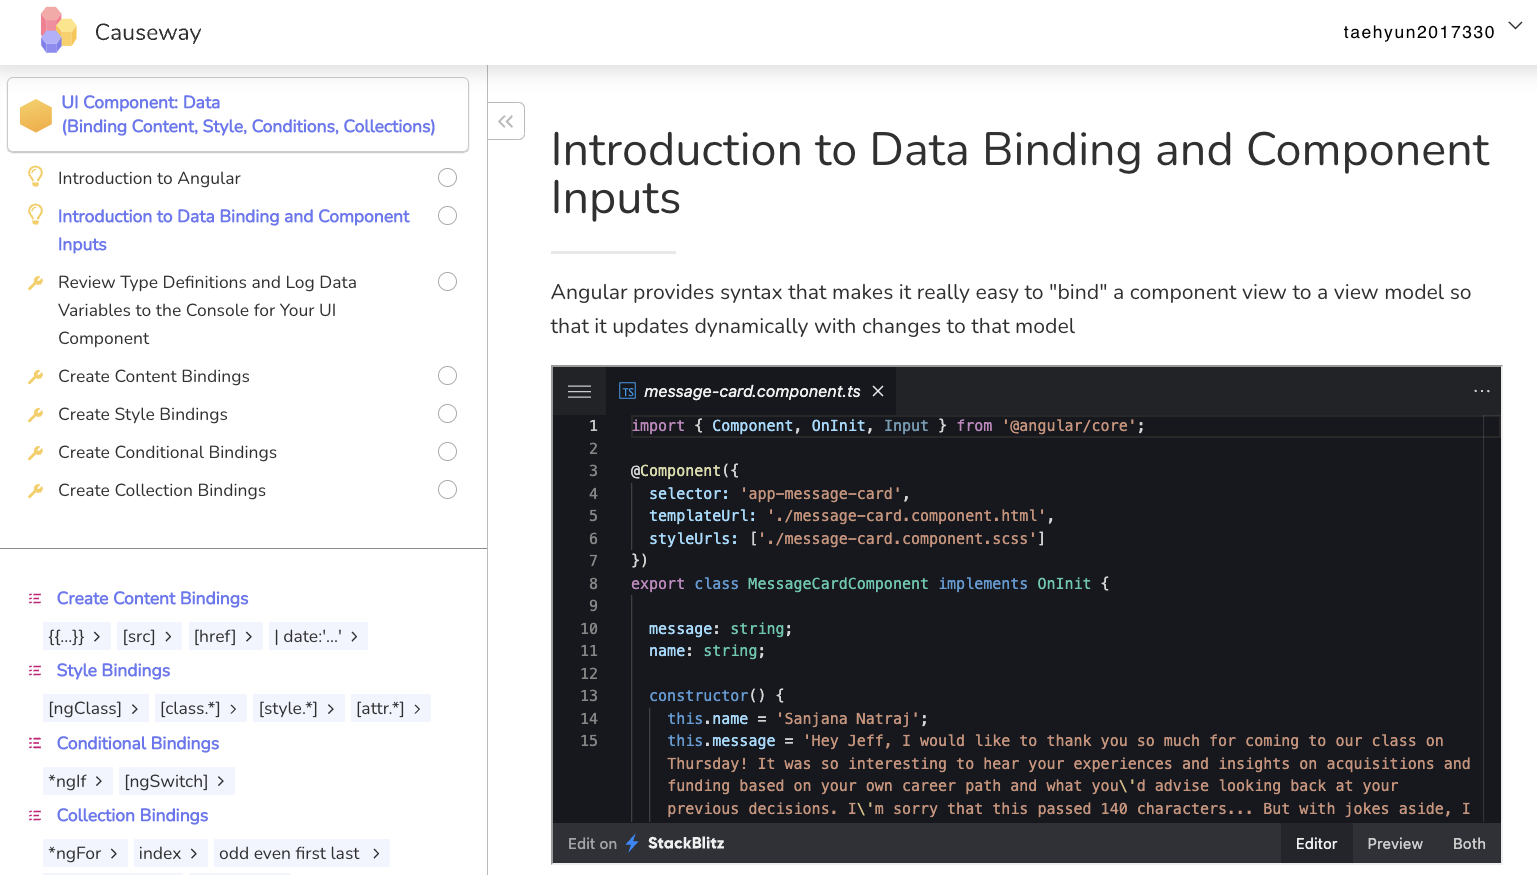 Causeway
taehyun2017330
UI Component: Data
(Binding Content, Style, Conditions, Collections)
Introduction to Angular
Introduction to Data Binding and Component
Inputs
Review Type Definitions and Log Data
Variables to the Console for Your UI
Component
Create Content Bindings
Create Style Bindings
Create Conditional Bindings
Create Collection Bindings
Create Content Bindings
{{...}} > [src] > [href] > | date:'...' >
Style Bindings
[ngClass] > [class.*] > [style.*] > [attr.*] >
Conditional Bindings
*ngIf > [ngSwitch] >
Collection Bindings
*ngFor > index > odd even first last >
Introduction to Data Binding and Component
Inputs
Angular provides syntax that makes it really easy to "bind" a component view to a view model so
that it updates dynamically with changes to that model
TS message-card.component.ts
1 import { Component, OnInit, Input } from '@angular/core';
2
3 @Component({
4 selector: 'app-message-card',
5 templateUrl: './message-card.component.html',
6 styleUrls: ['./message-card.component.scss']
7 })
8 export class MessageCardComponent implements OnInit {
9
10 message: string;
11 name: string;
12
13 constructor() {
14 this.name = 'Sanjana Natraj';
15 this.message = 'Hey Jeff, I would like to thank you so much for coming to our class on
Thursday! It was so interesting to hear your experiences and insights on acquisitions and
funding based on your own career path and what you\'d advise looking back at your
previous decisions. I\'m sorry that this passed 140 characters... But with jokes aside, I
Edit on StackBlitz
Editor Preview Both